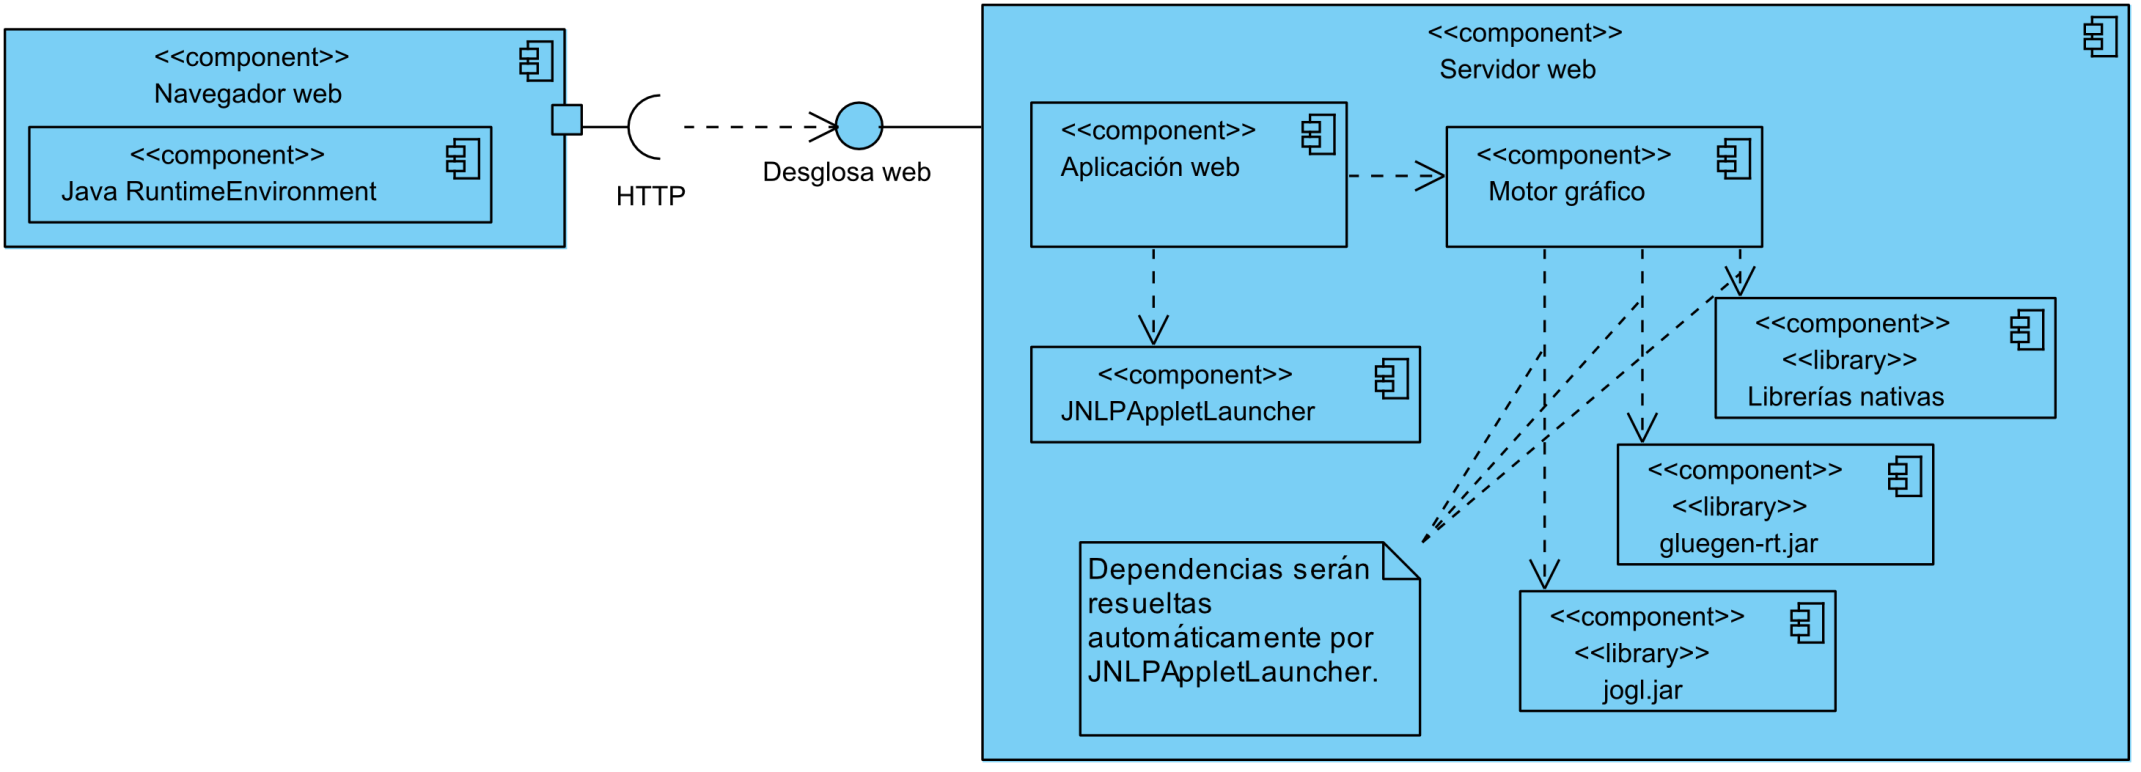 <<component>>
Navegador web
<<component>>
Java RuntimeEnvironment
HTTP
Desglosa web
<<component>>
Servidor web
<<component>>
Aplicación web
<<component>>
Motor gráfico
<<component>>
JNLPAppletLauncher
<<component>>
<<library>>
Librerías nativas
<<component>>
<<library>>
gluegen-rt.jar
<<component>>
<<library>>
jogl.jar
Dependencias serán
resueltas
automáticamente por
JNLPAppletLauncher.